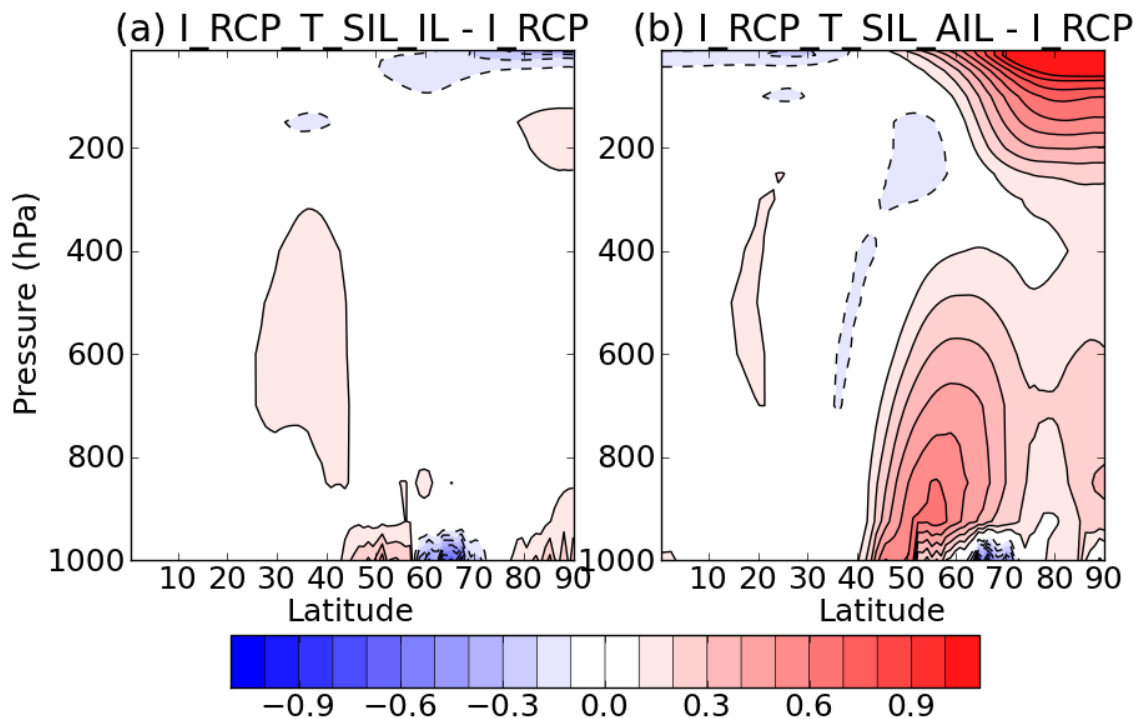 (a) I_RCP_T_SIL_IL - I_RCP
(b) I_RCP_T_SIL_AIL - I_RCP
Pressure (hPa)
200
400
600
800
1000
10 20 30 40 50 60 70 80 90
Latitude
200
400
600
800
1000
10 20 30 40 50 60 70 80 90
Latitude
−0.9 −0.6 −0.3 0.0 0.3 0.6 0.9